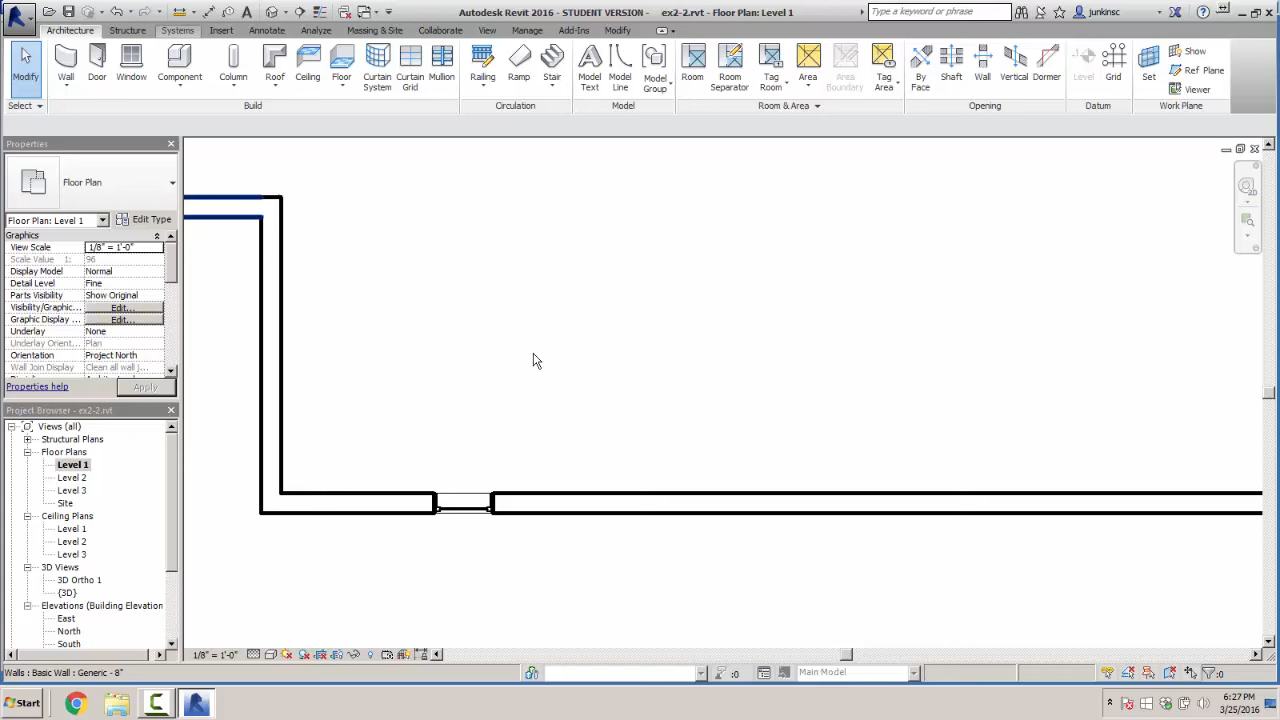 Autodesk Revit 2016 - STUDENT VERSION - ex2-2.rvt - Floor Plan: Level 1
Type a keyword or phrase
junkinsc
Architecture Structure Systems Insert Annotate Analyze Massing & Site Collaborate View Manage Add-Ins Modify
Modify
Wall
Door
Window
Component
Column
Roof
Ceiling
Floor
Curtain System
Curtain Grid
Mullion
Railing
Ramp
Stair
Model Text
Model Line
Model Group
Room
Room Separator
Tag Room
Area
Area Boundary
Tag Area
By Face
Shaft
Wall
Vertical
Dormer
Level
Grid
Set
Show
Ref Plane
Viewer
Select
Build
Circulation
Model
Room & Area
Opening
Datum
Work Plane
Properties
Floor Plan
Floor Plan: Level 1
Edit Type
Graphics
View Scale 1/8" = 1'-0"
Scale Value 1: 96
Display Model Normal
Detail Level Fine
Parts Visibility Show Original
Visibility/Graphic... Edit...
Graphic Display ... Edit...
Underlay None
Underlay Orient... Plan
Orientation Project North
Wall Join Display Clean all wall j...
Properties help
Apply
Project Browser - ex2-2.rvt
Views (all)
Structural Plans
Floor Plans
Level 1
Level 2
Level 3
Site
Ceiling Plans
Level 1
Level 2
Level 3
3D Views
3D Ortho 1
{3D}
Elevations (Building Elevation
East
North
South
1/8" = 1'-0"
Walls : Basic Wall : Generic - 8"
:0
Main Model
:0
Start
6:27 PM
3/25/2016